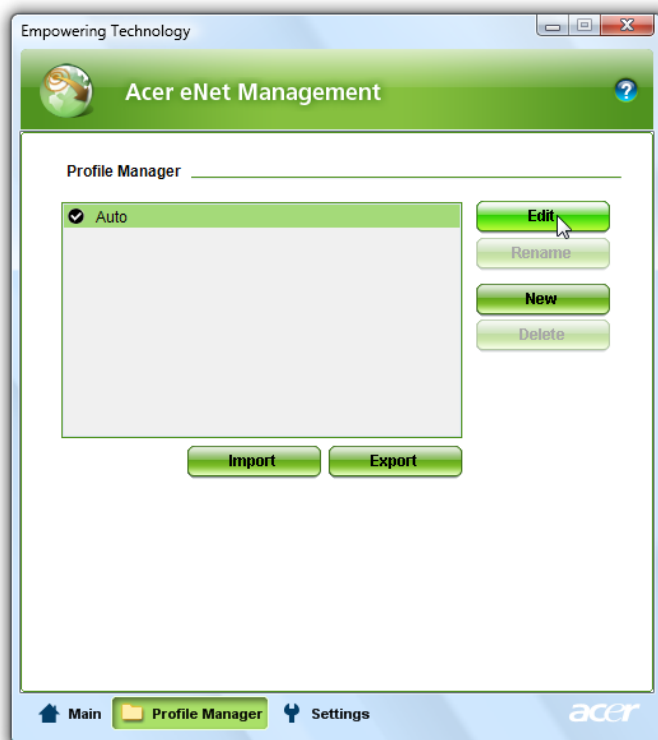 Empowering Technology
Acer eNet Management
?
Profile Manager
Auto
Edit
Rename
New
Delete
Import Export
Main Profile Manager Settings acer